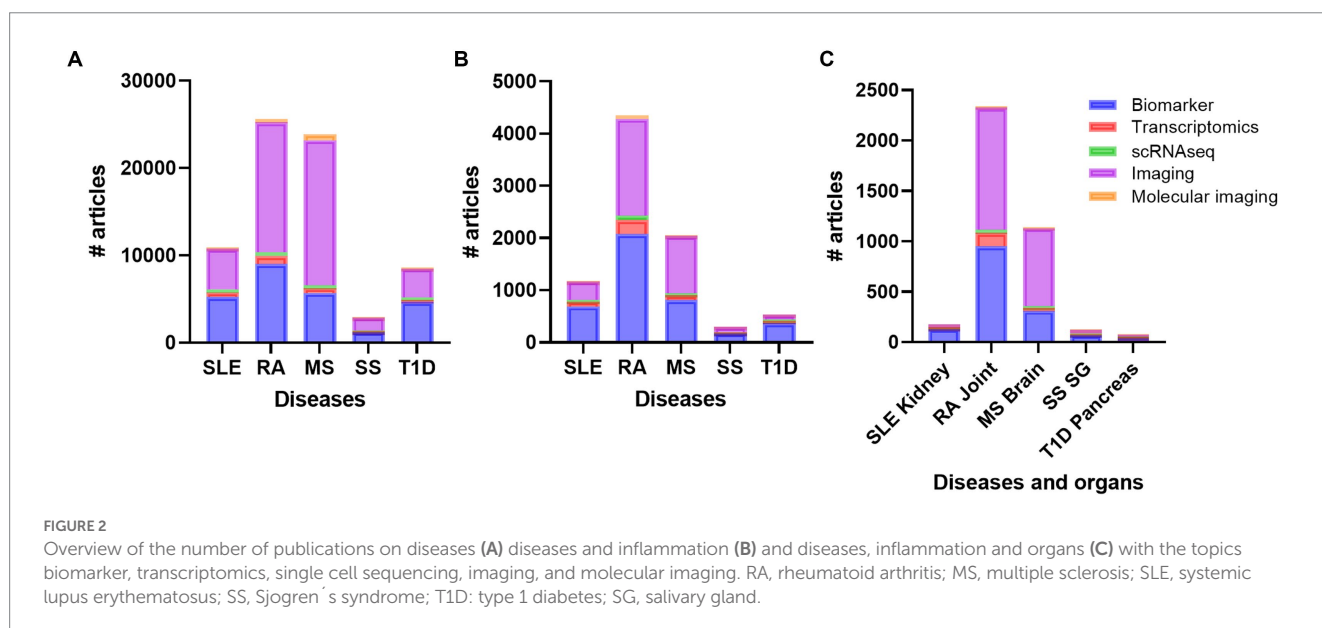 A
30000
20000
10000
0
# articles
SLE RA MS SS T1D
Diseases
B
5000
4000
3000
2000
1000
0
# articles
SLE RA MS SS T1D
Diseases
C
2500
2000
1500
1000
500
0
# articles
SLE Kidney
RA Joint
MS Brain
SS SG
T1D Pancreas
Diseases and organs
Biomarker
Transcriptomics
scRNAseq
Imaging
Molecular imaging
FIGURE 2
Overview of the number of publications on diseases (A) diseases and inflammation (B) and diseases, inflammation and organs (C) with the topics
biomarker, transcriptomics, single cell sequencing, imaging, and molecular imaging. RA, rheumatoid arthritis; MS, multiple sclerosis; SLE, systemic
lupus erythematosus; SS, Sjogren´s syndrome; T1D: type 1 diabetes; SG, salivary gland.